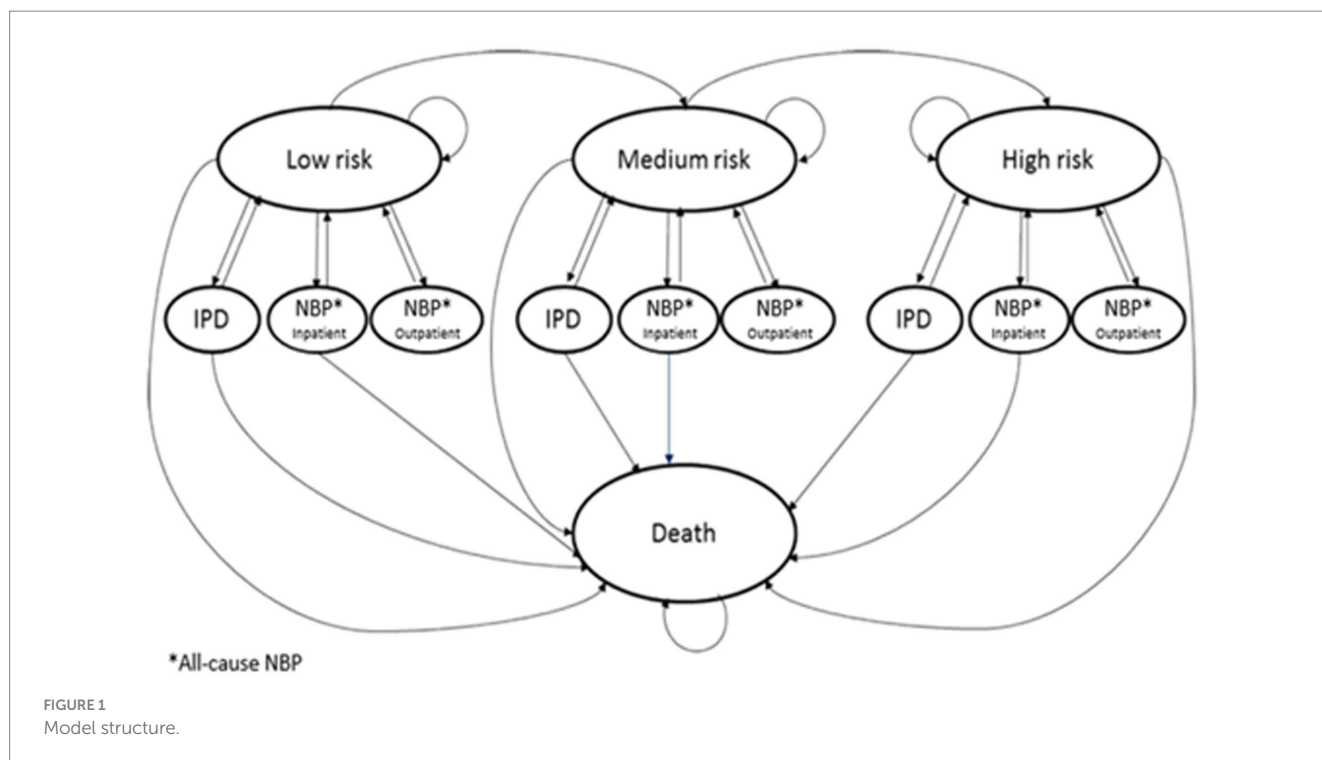 Low risk
Medium risk
High risk
IPD
NBP*
Inpatient
NBP*
Outpatient
IPD
NBP*
Inpatient
NBP*
Outpatient
IPD
NBP*
Inpatient
NBP*
Outpatient
Death
*All-cause NBP
FIGURE 1
Model structure.